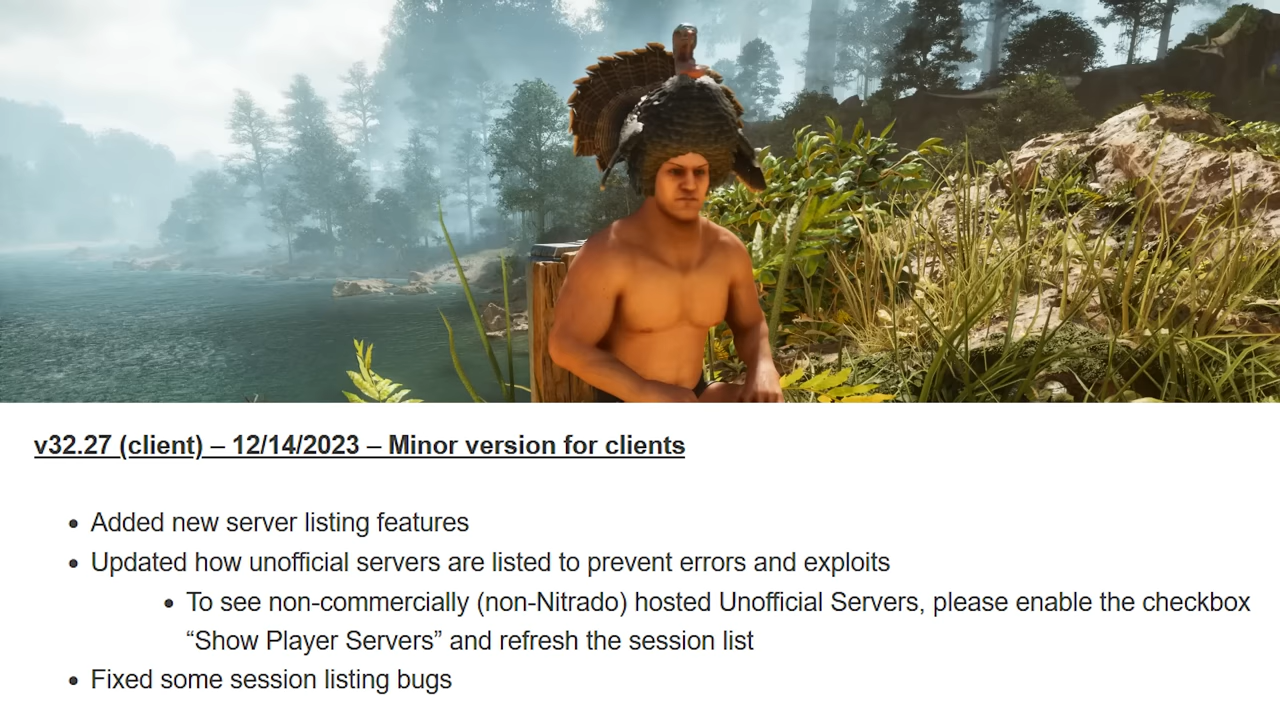 v32.27 (client) – 12/14/2023 – Minor version for clients
Added new server listing features
Updated how unofficial servers are listed to prevent errors and exploits
To see non-commercially (non-Nitrado) hosted Unofficial Servers, please enable the checkbox
“Show Player Servers” and refresh the session list
Fixed some session listing bugs